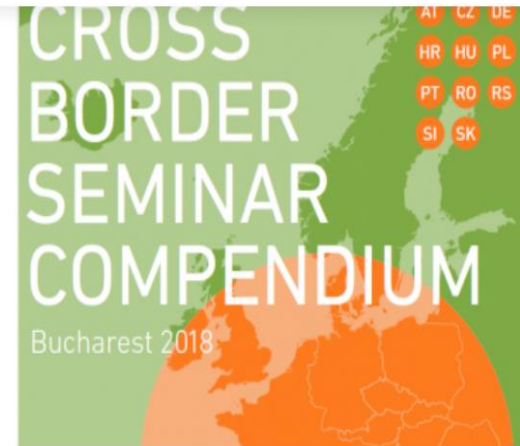 CROSS
BORDER
SEMINAR
COMPENDIUM
Bucharest 2018
AT CZ DE
HR HU PL
PT RO RS
SI SK